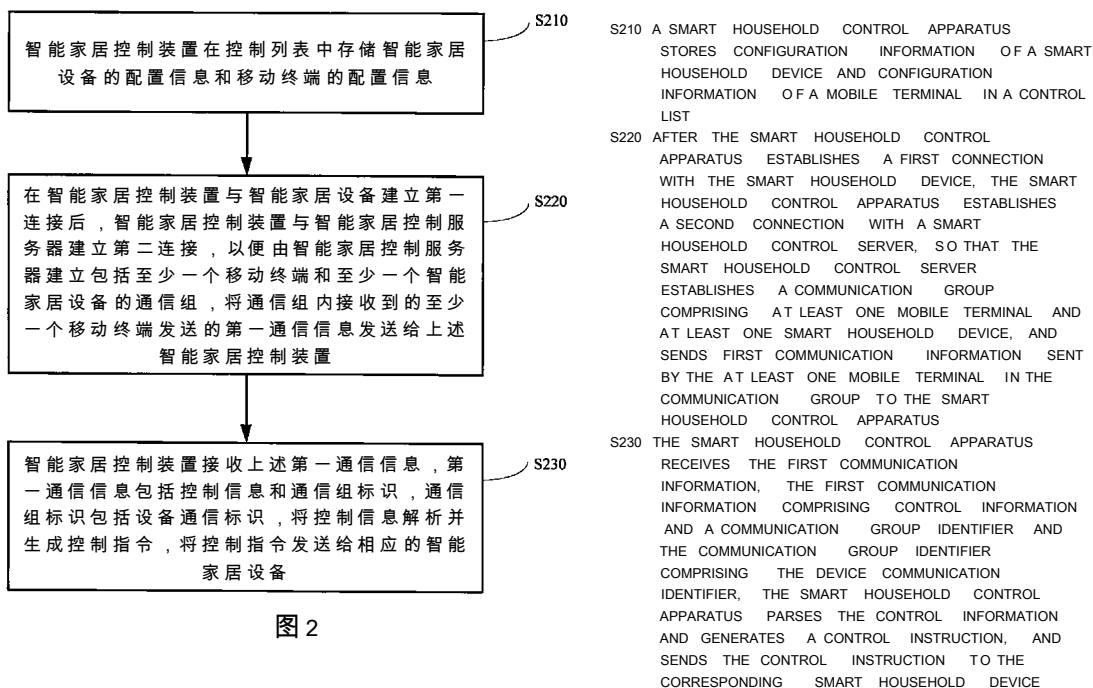 S210
智能家居控制装置在控制列表中存储智能家居
设备的配置信息和移动终端的配置信息
S220
在智能家居控制装置与智能家居设备建立第一
连接后，智能家居控制装置与智能家居控制服
务器建立第二连接，以便由智能家居控制服务
器建立包括至少一个移动终端和至少一个智能
家居设备的通信组，将通信组内接收到的至少
一个移动终端发送的第一通信信息发送给上述
智能家居控制装置
S230
智能家居控制装置接收上述第一通信信息，第
一通信信息包括控制信息和通信组标识，通信
组标识包括设备通信标识，将控制信息解析并
生成控制指令，将控制指令发送给相应的智能
家居设备
图 2
S210 A SMART HOUSEHOLD CONTROL APPARATUS
STORES CONFIGURATION INFORMATION OF A SMART
HOUSEHOLD DEVICE AND CONFIGURATION
INFORMATION OF A MOBILE TERMINAL IN A CONTROL
LIST
S220 AFTER THE SMART HOUSEHOLD CONTROL
APPARATUS ESTABLISHES A FIRST CONNECTION
WITH THE SMART HOUSEHOLD DEVICE, THE SMART
HOUSEHOLD CONTROL APPARATUS ESTABLISHES
A SECOND CONNECTION WITH A SMART
HOUSEHOLD CONTROL SERVER, SO THAT THE
SMART HOUSEHOLD CONTROL SERVER
ESTABLISHES A COMMUNICATION GROUP
COMPRISING AT LEAST ONE MOBILE TERMINAL AND
AT LEAST ONE SMART HOUSEHOLD DEVICE, AND
SENDS FIRST COMMUNICATION INFORMATION SENT
BY THE AT LEAST ONE MOBILE TERMINAL IN THE
COMMUNICATION GROUP TO THE SMART
HOUSEHOLD CONTROL APPARATUS
S230 THE SMART HOUSEHOLD CONTROL APPARATUS
RECEIVES THE FIRST COMMUNICATION
INFORMATION, THE FIRST COMMUNICATION
INFORMATION COMPRISING CONTROL INFORMATION
AND A COMMUNICATION GROUP IDENTIFIER AND
THE COMMUNICATION GROUP IDENTIFIER
COMPRISING THE DEVICE COMMUNICATION
IDENTIFIER, THE SMART HOUSEHOLD CONTROL
APPARATUS PARSES THE CONTROL INFORMATION
AND GENERATES A CONTROL INSTRUCTION, AND
SENDS THE CONTROL INSTRUCTION TO THE
CORRESPONDING SMART HOUSEHOLD DEVICE